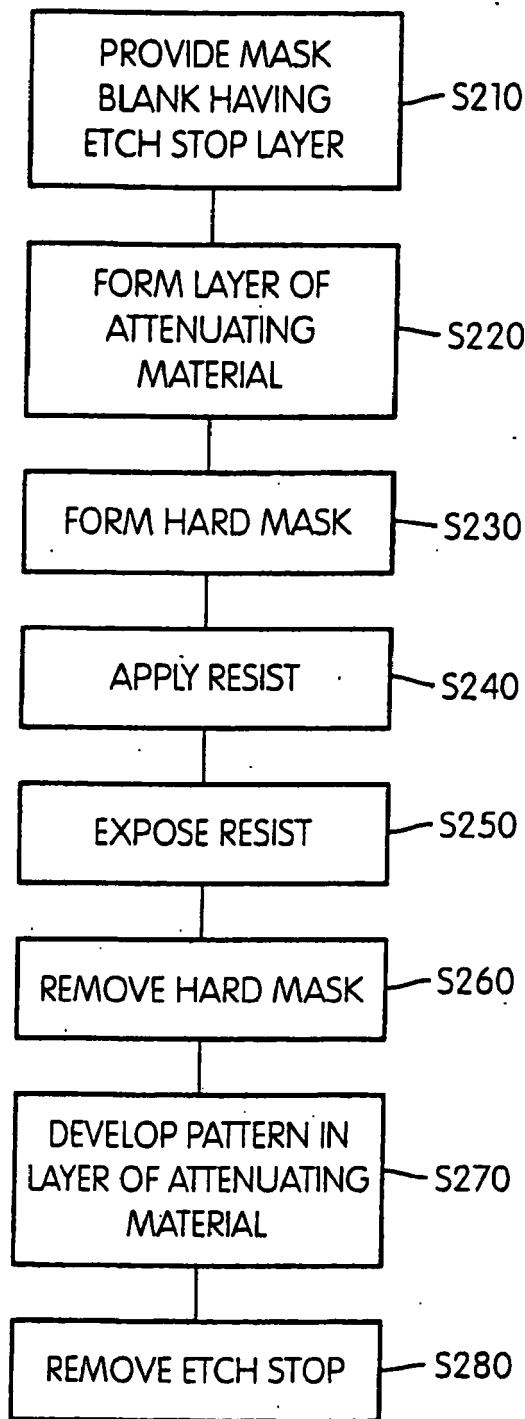 PROVIDE MASK
BLANK HAVING
ETCH STOP LAYER
S210
FORM LAYER OF
ATTENUATING
MATERIAL
S220
FORM HARD MASK
S230
APPLY RESIST
S240
EXPOSE RESIST
S250
REMOVE HARD MASK
S260
DEVELOP PATTERN IN
LAYER OF ATTENUATING
MATERIAL
S270
REMOVE ETCH STOP
S280